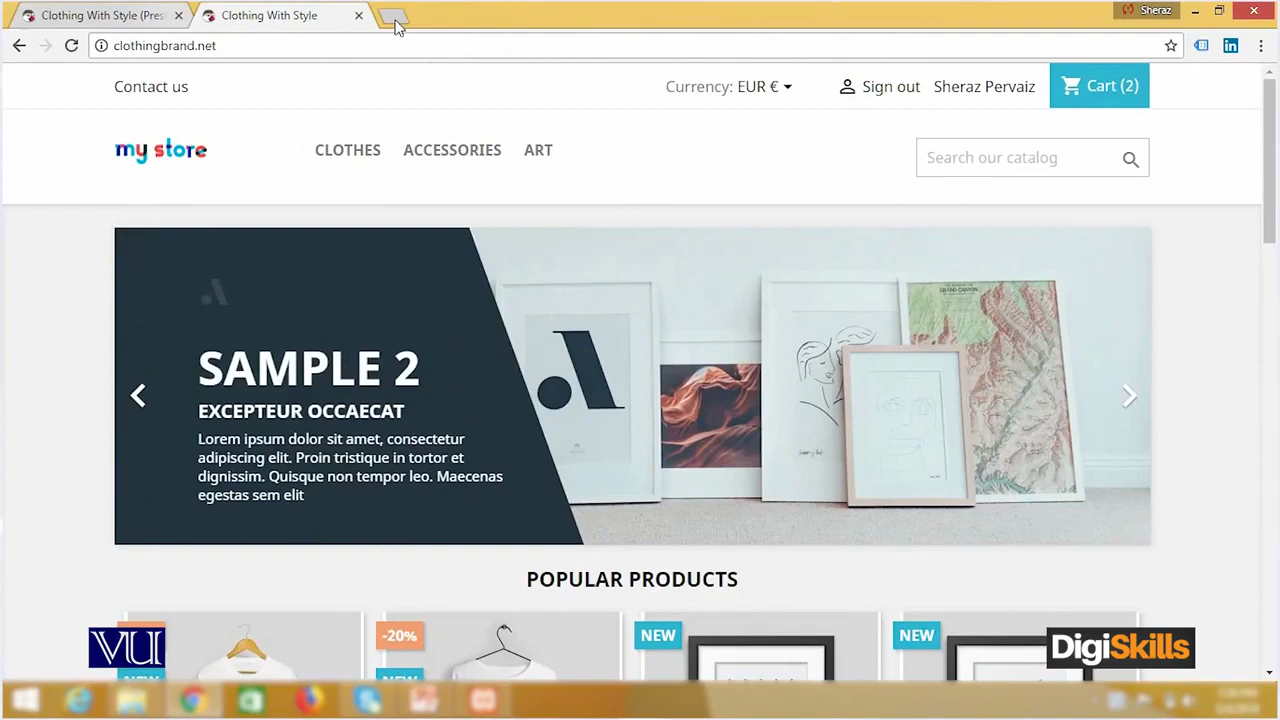 Clothing With Style (Pres
Clothing With Style
Sheraz
clothingbrand.net
Contact us
Currency: EUR €
Sign out
Sheraz Pervaiz
Cart (2)
my store
CLOTHES
ACCESSORIES
ART
Search our catalog
SAMPLE 2
EXCEPTEUR OCCAECAT
Lorem ipsum dolor sit amet, consectetur
adipiscing elit. Proin tristique in tortor et
dignissim. Quisque non tempor leo. Maecenas
egestas sem elit
GRAND CANYON
POPULAR PRODUCTS
-20%
NEW
NEW
VU
DigiSkills